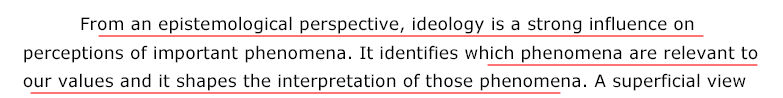 From an epistemological perspective, ideology is a strong influence on
perceptions of important phenomena. It identifies which phenomena are relevant to
our values and it shapes the interpretation of those phenomena. A superficial view